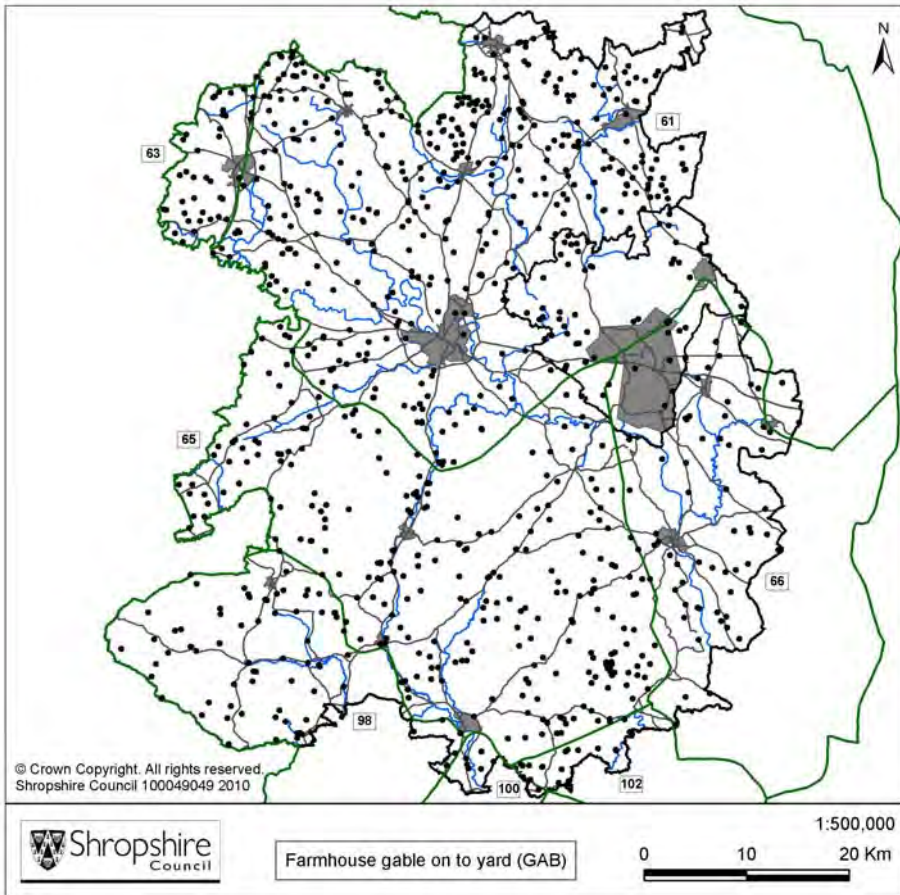 N
61
63
65
66
98
100
102
© Crown Copyright. All rights reserved.
Shropshire Council 100049049 2010
Shropshire
Council
Farmhouse gable on to yard (GAB)
1:500,000
0 10 20 Km